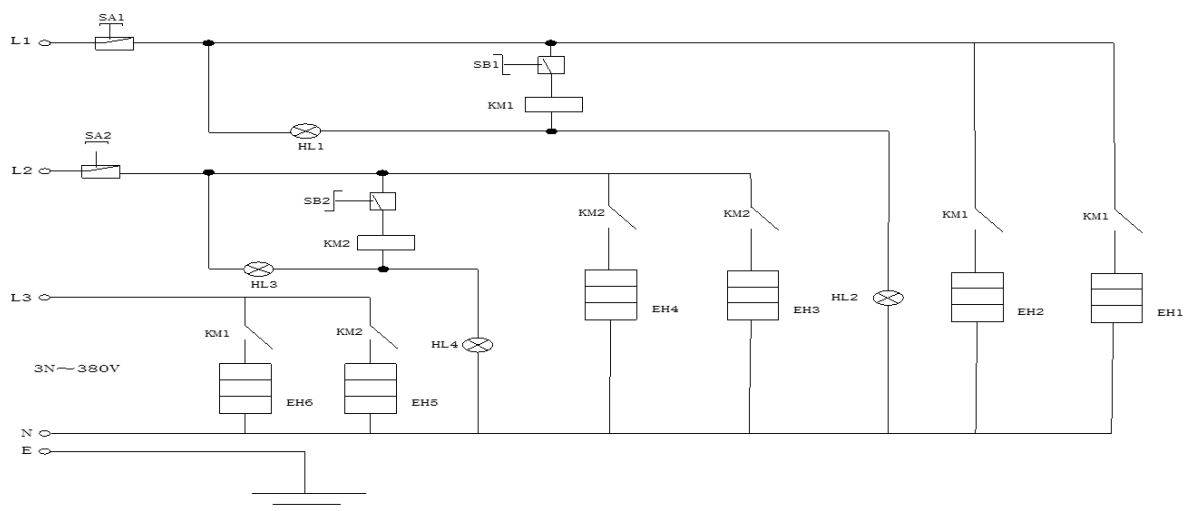 SA1
L1
SB1
KM1
SA2
HL1
L2
SB2
KM2
KM2
KM1
KM1
KM2
HL3
L3
HL2
EH4
EH3
EH2
EH1
KM1
KM2
HL4
3N～380V
EH6
EH5
N
E